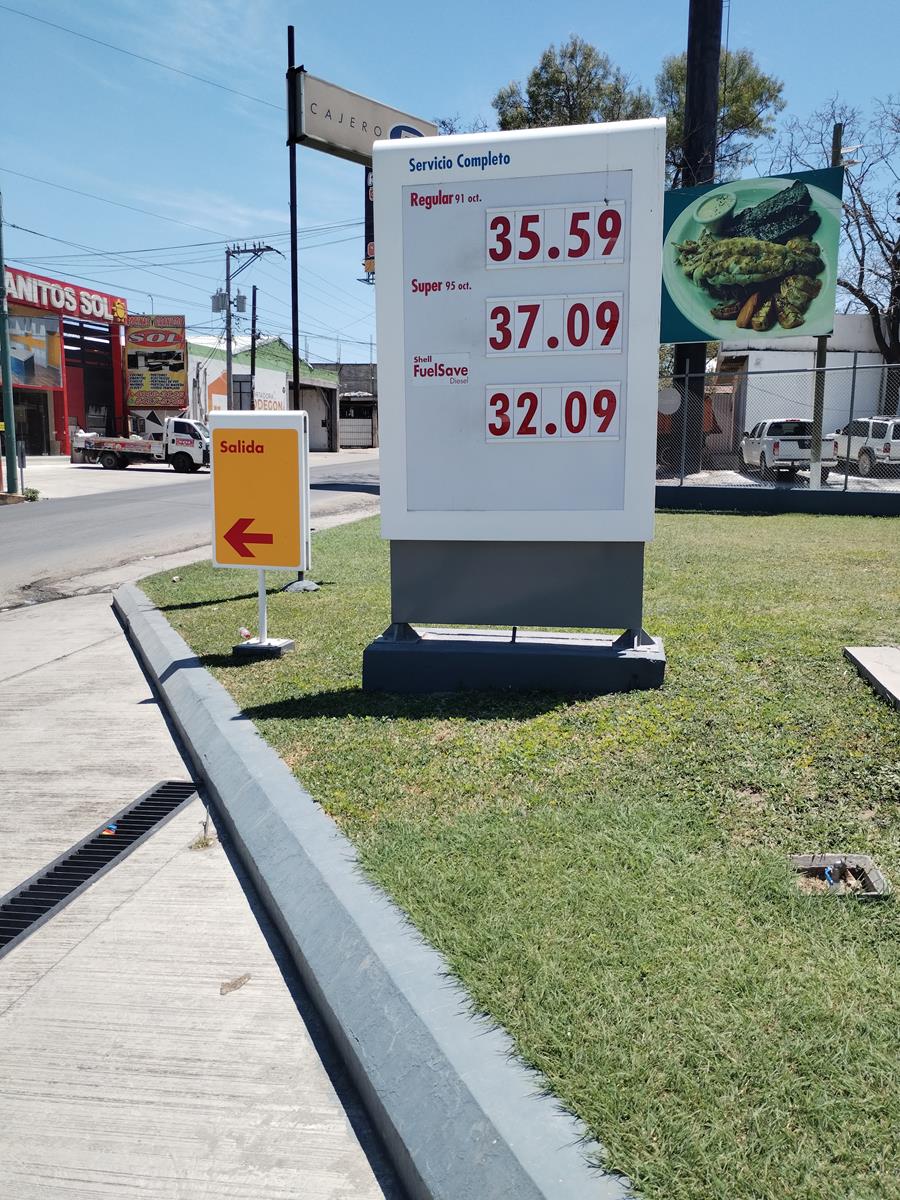 CAJERO
Servicio Completo
Regular 91 oct.
35.59
Super 95 oct.
37.09
Shell
FuelSave
Diesel
32.09
Salida
ANITOS SOL
SOL